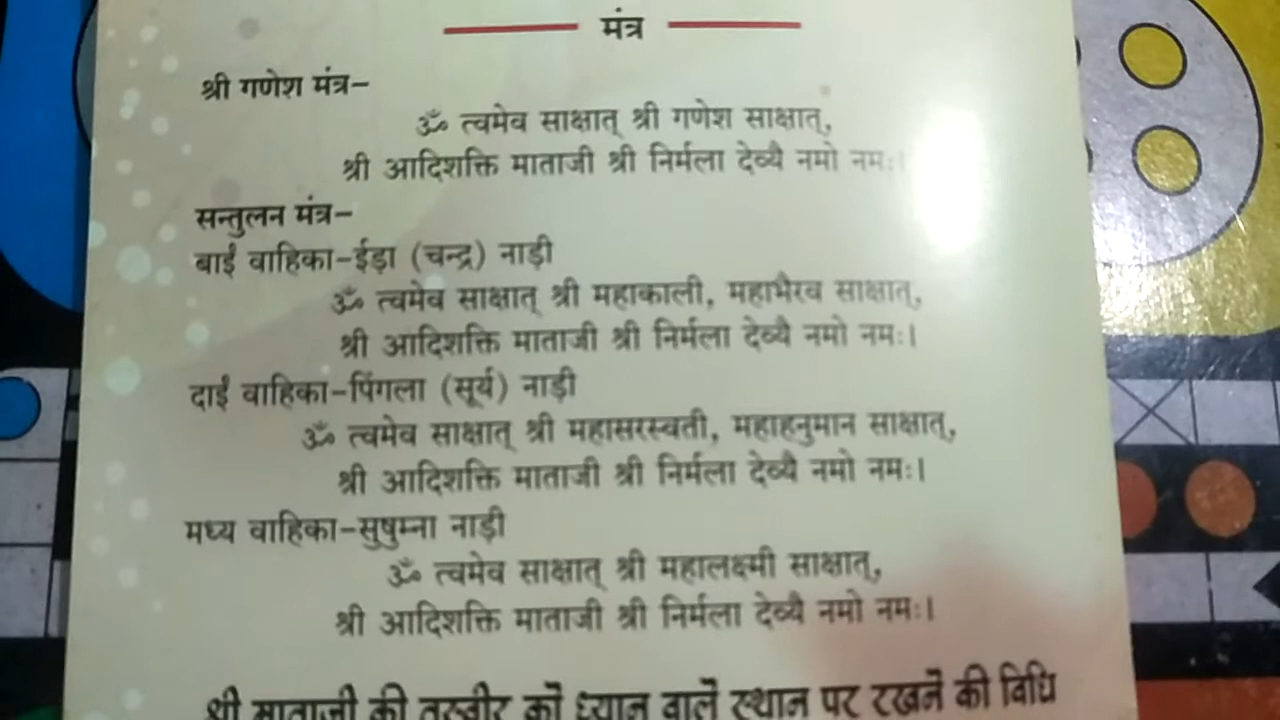 मंत्र
श्री गणेश मंत्र–
ॐ त्वमेव साक्षात् श्री गणेश साक्षात्,
श्री आदिशक्ति माताजी श्री निर्मला देव्यै नमो नमः।
सन्तुलन मंत्र–
बाईं वाहिका–ईड़ा (चन्द्र) नाड़ी
ॐ त्वमेव साक्षात् श्री महाकाली, महाभैरव साक्षात्,
श्री आदिशक्ति माताजी श्री निर्मला देव्यै नमो नमः।
दाईं वाहिका–पिंगला (सूर्य) नाड़ी
ॐ त्वमेव साक्षात् श्री महासरस्वती, महाहनुमान साक्षात्,
श्री आदिशक्ति माताजी श्री निर्मला देव्यै नमो नमः।
मध्य वाहिका–सुषुम्ना नाड़ी
ॐ त्वमेव साक्षात् श्री महालक्ष्मी साक्षात्,
श्री आदिशक्ति माताजी श्री निर्मला देव्यै नमो नमः।
श्री माताजी की तस्वीर को ध्यान वाले स्थान पर रखने की विधि